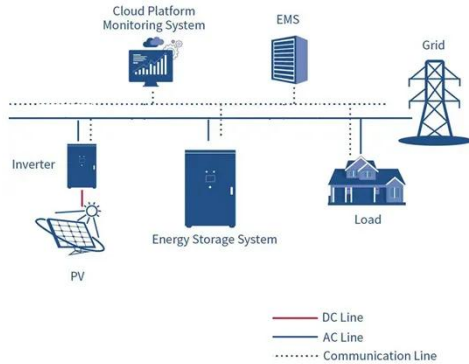 Cloud Platform
Monitoring System
EMS
Grid
Inverter
Energy Storage System
Load
PV
DC Line
AC Line
Communication Line